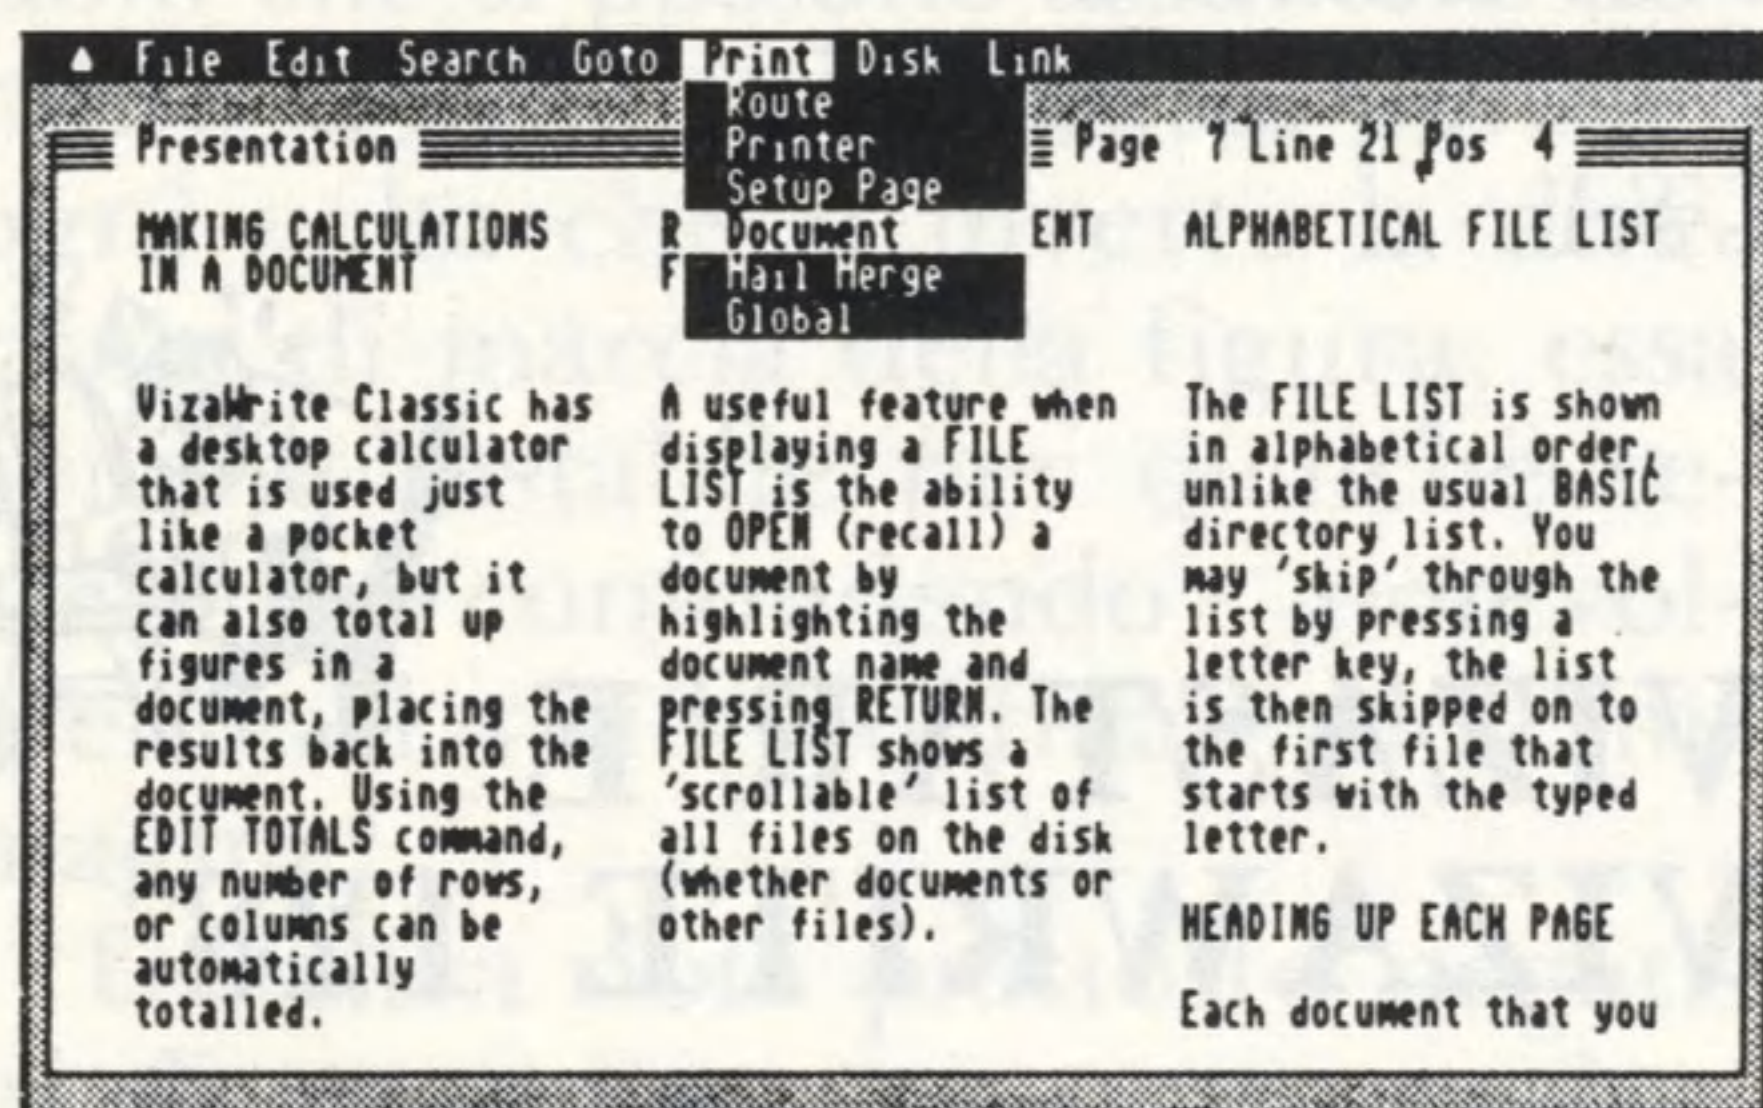 File Edit Search Goto Print Disk Link
Route
Printer
Setup Page
Document
Mail Merge
Global
Presentation
Page 7 Line 21 Pos 4
MAKING CALCULATIONS
IN A DOCUMENT
VizaWrite Classic has
a desktop calculator
that is used just
like a pocket
calculator, but it
can also total up
figures in a
document, placing the
results back into the
document. Using the
EDIT TOTALS command,
any number of rows,
or columns can be
automatically
totalled.
R ENT
F
A useful feature when
displaying a FILE
LIST is the ability
to OPEN (recall) a
document by
highlighting the
document name and
pressing RETURN. The
FILE LIST shows a
'scrollable' list of
all files on the disk
(whether documents or
other files).
ALPHABETICAL FILE LIST
The FILE LIST is shown
in alphabetical order,
unlike the usual BASIC
directory list. You
may 'skip' through the
list by pressing a
letter key, the list
is then skipped on to
the first file that
starts with the typed
letter.
HEADING UP EACH PAGE
Each document that you